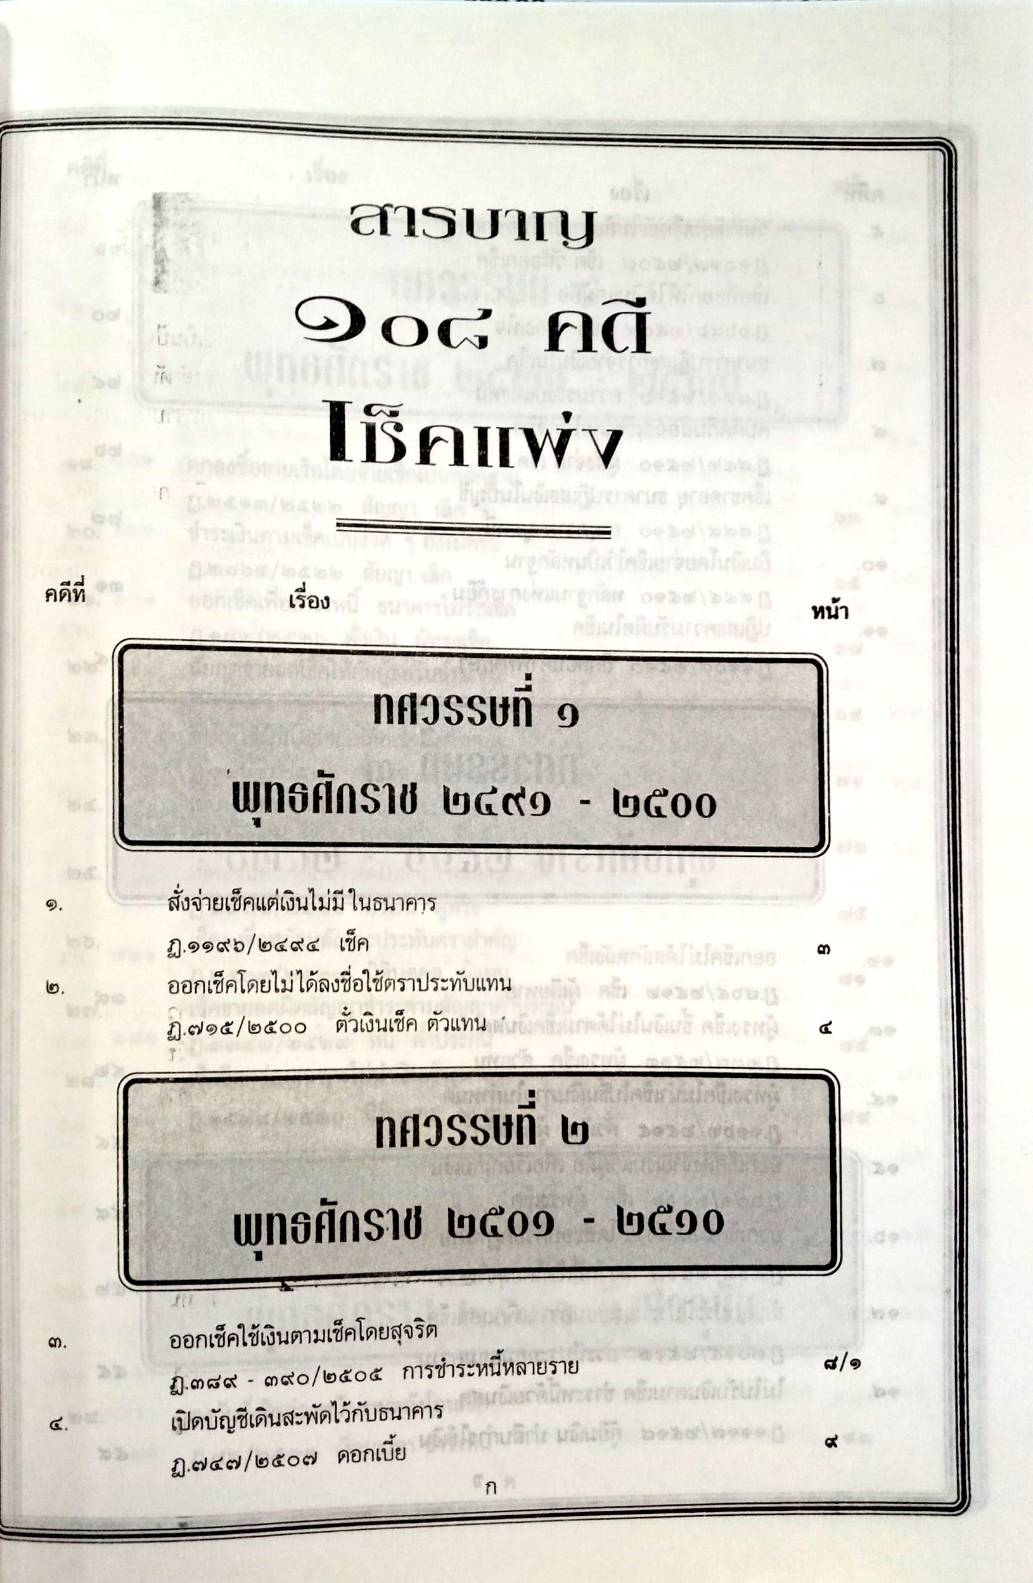 สารบาญ
๑๐๘ คดี
เช็คแพ่ง
คดีที่ เรื่อง หน้า
ทศวรรษที่ ๑
พุทธศักราช ๒๔๙๑ - ๒๕๐๐
๑. สั่งจ่ายเช็คแต่เงินไม่มี ในธนาคาร
ฎ.๑๑๙๖/๒๔๙๔ เช็ค ๓
๒. ออกเช็คโดยไม่ได้ลงชื่อใช้ตราประทับแทน
ฎ.๗๑๕/๒๕๐๐ ตั๋วเงินเช็ค ตัวแทน ๔
ทศวรรษที่ ๒
พุทธศักราช ๒๕๐๑ - ๒๕๑๐
๓. ออกเช็คใช้เงินตามเช็คโดยสุจริต
ฎ.๓๘๙ - ๓๙๐/๒๕๐๕ การชำระหนี้หลายราย ๘/๑
๔. เปิดบัญชีเดินสะพัดไว้กับธนาคาร
ฎ.๗๔๗/๒๕๐๗ ดอกเบี้ย ๙
ก